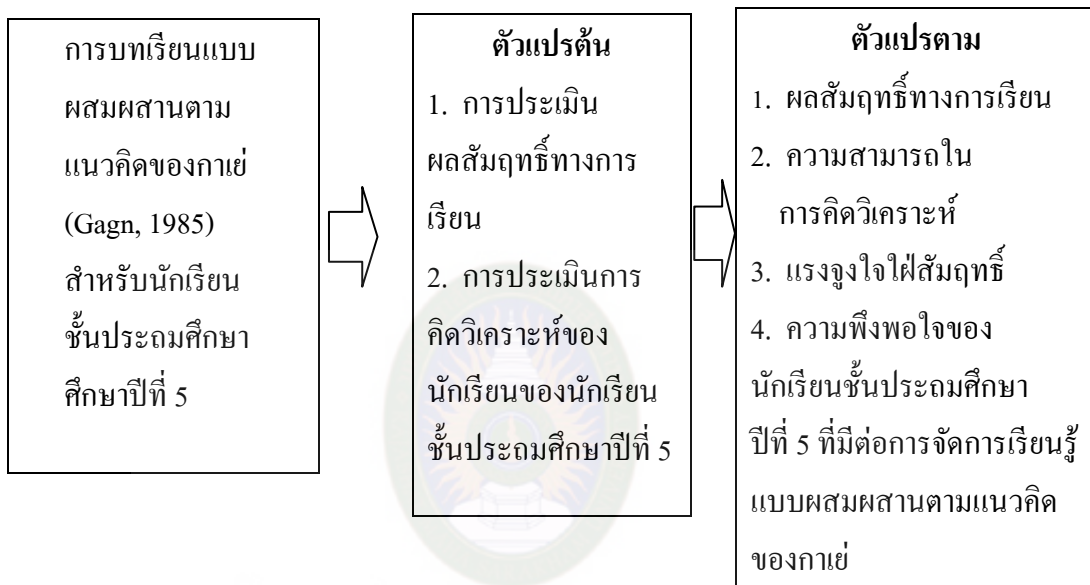 การบทเรียนแบบ
ผสมผสานตาม
แนวคิดของกาเย่
(Gagn, 1985)
สำหรับนักเรียน
ชั้นประถมศึกษา
ศึกษาปีที่ 5
ตัวแปรต้น
1. การประเมิน
ผลสัมฤทธิ์ทางการ
เรียน
2. การประเมินการ
คิดวิเคราะห์ของ
นักเรียนของนักเรียน
ชั้นประถมศึกษาปีที่ 5
ตัวแปรตาม
1. ผลสัมฤทธิ์ทางการเรียน
2. ความสามารถใน
การคิดวิเคราะห์
3. แรงจูงใจใฝ่สัมฤทธิ์
4. ความพึงพอใจของ
นักเรียนชั้นประถมศึกษา
ปีที่ 5 ที่มีต่อการจัดการเรียนรู้
แบบผสมผสานตามแนวคิด
ของกาเย่